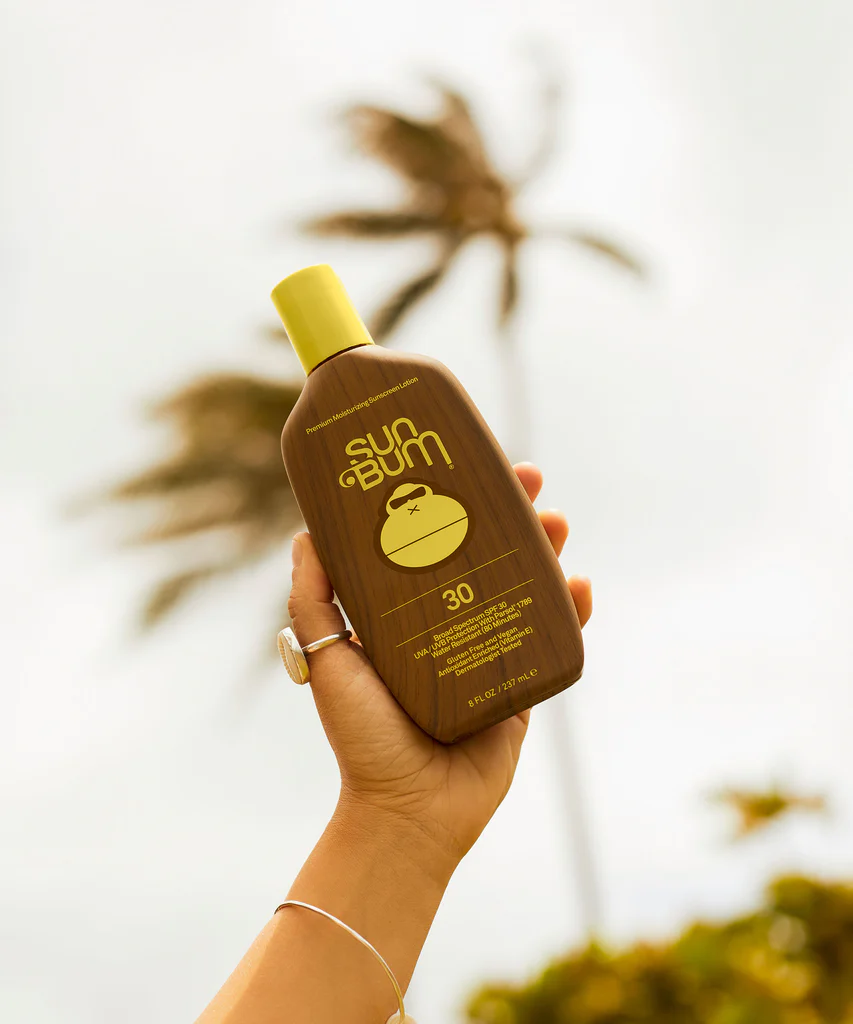 Premium Moisturizing Sunscreen Lotion
sun
BUM®
30
Broad Spectrum SPF 30
UVA / UVB Protection With Parsol® 1789
Water Resistant (80 Minutes)
Gluten Free and Vegan
Antioxidant Enriched (Vitamin E)
Dermatologist Tested
8 FL OZ / 237 mL ℮